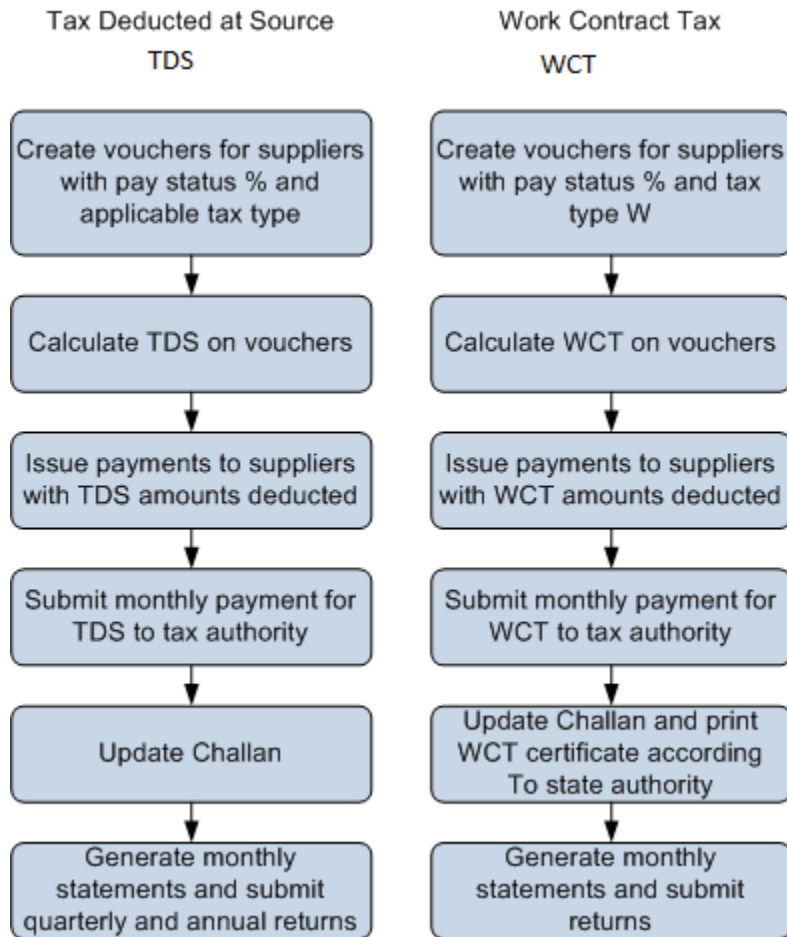 Tax Deducted at Source
TDS
Create vouchers for suppliers
with pay status % and
applicable tax type
Calculate TDS on vouchers
Issue payments to suppliers
with TDS amounts deducted
Submit monthly payment for
TDS to tax authority
Update Challan
Generate monthly
statements and submit
quarterly and annual returns
Work Contract Tax
WCT
Create vouchers for suppliers
with pay status % and tax
type W
Calculate WCT on vouchers
Issue payments to suppliers
with WCT amounts deducted
Submit monthly payment for
WCT to tax authority
Update Challan and print
WCT certificate according
To state authority
Generate monthly
statements and submit
returns